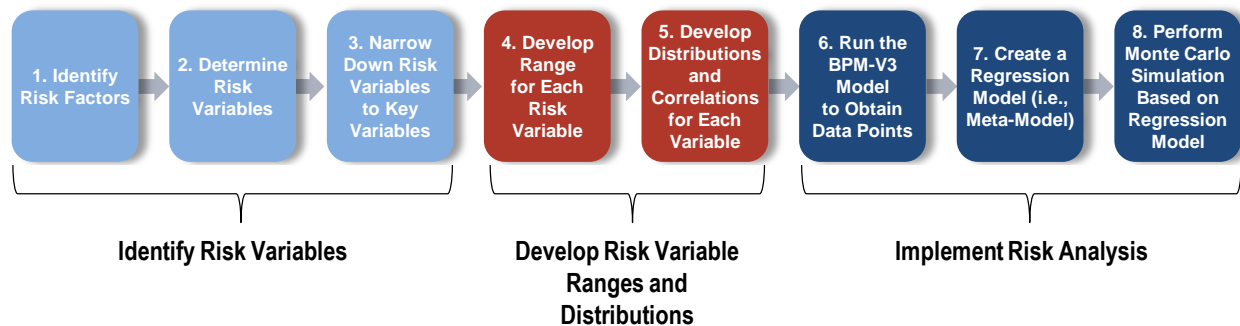 1. Identify
Risk Factors
2. Determine
Risk
Variables
3. Narrow
Down Risk
Variables
to Key
Variables
4. Develop
Range
for Each
Risk
Variable
5. Develop
Distributions
and
Correlations
for Each
Variable
6. Run the
BPM-V3
Model
to Obtain
Data Points
7. Create a
Regression
Model (i.e.,
Meta-Model)
8. Perform
Monte Carlo
Simulation
Based on
Regression
Model
Identify Risk Variables
Develop Risk Variable
Ranges and
Distributions
Implement Risk Analysis